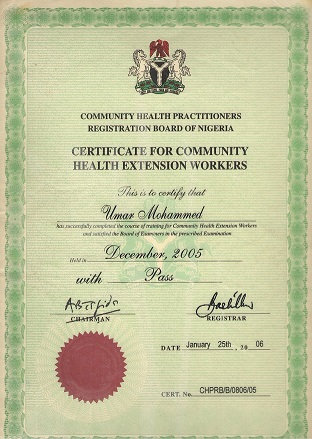 COMMUNITY HEALTH PRACTITIONERS
REGISTRATION BOARD OF NIGERIA
CERTIFICATE FOR COMMUNITY
HEALTH EXTENSION WORKERS
This is to certify that
Umar Mohammed
has successfully completed the course of training for Community Health Extension Workers
and satisfied the Board of Examiners in the prescribed Examination
Held in December, 2005
with Pass
CHAIRMAN
REGISTRAR
DATE January 25th, 20 06
CERT. No. CHPRB/B/0806/05